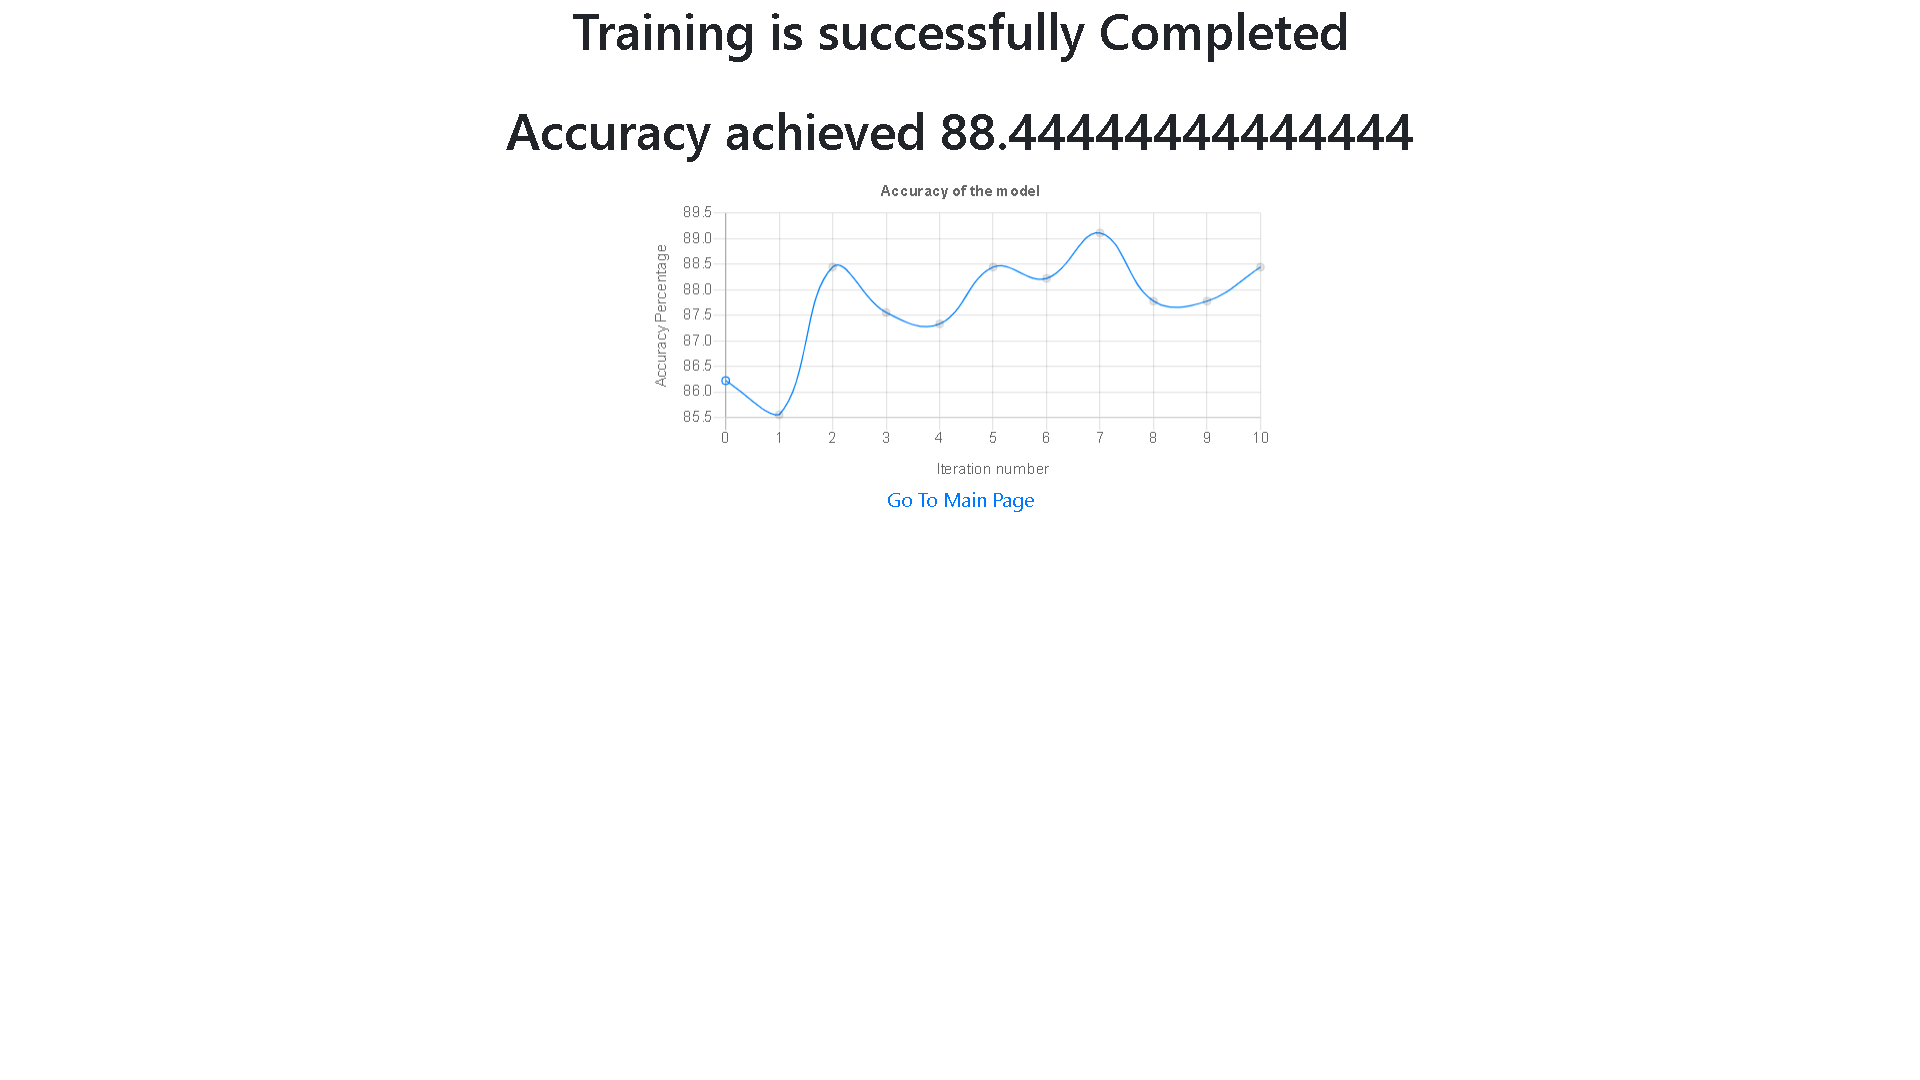 Training is successfully Completed
Accuracy achieved 88.44444444444444
Accuracy of the model
Accuracy Percentage
89.5
89.0
88.5
88.0
87.5
87.0
86.5
86.0
85.5
0 1 2 3 4 5 6 7 8 9 10
Iteration number
Go To Main Page